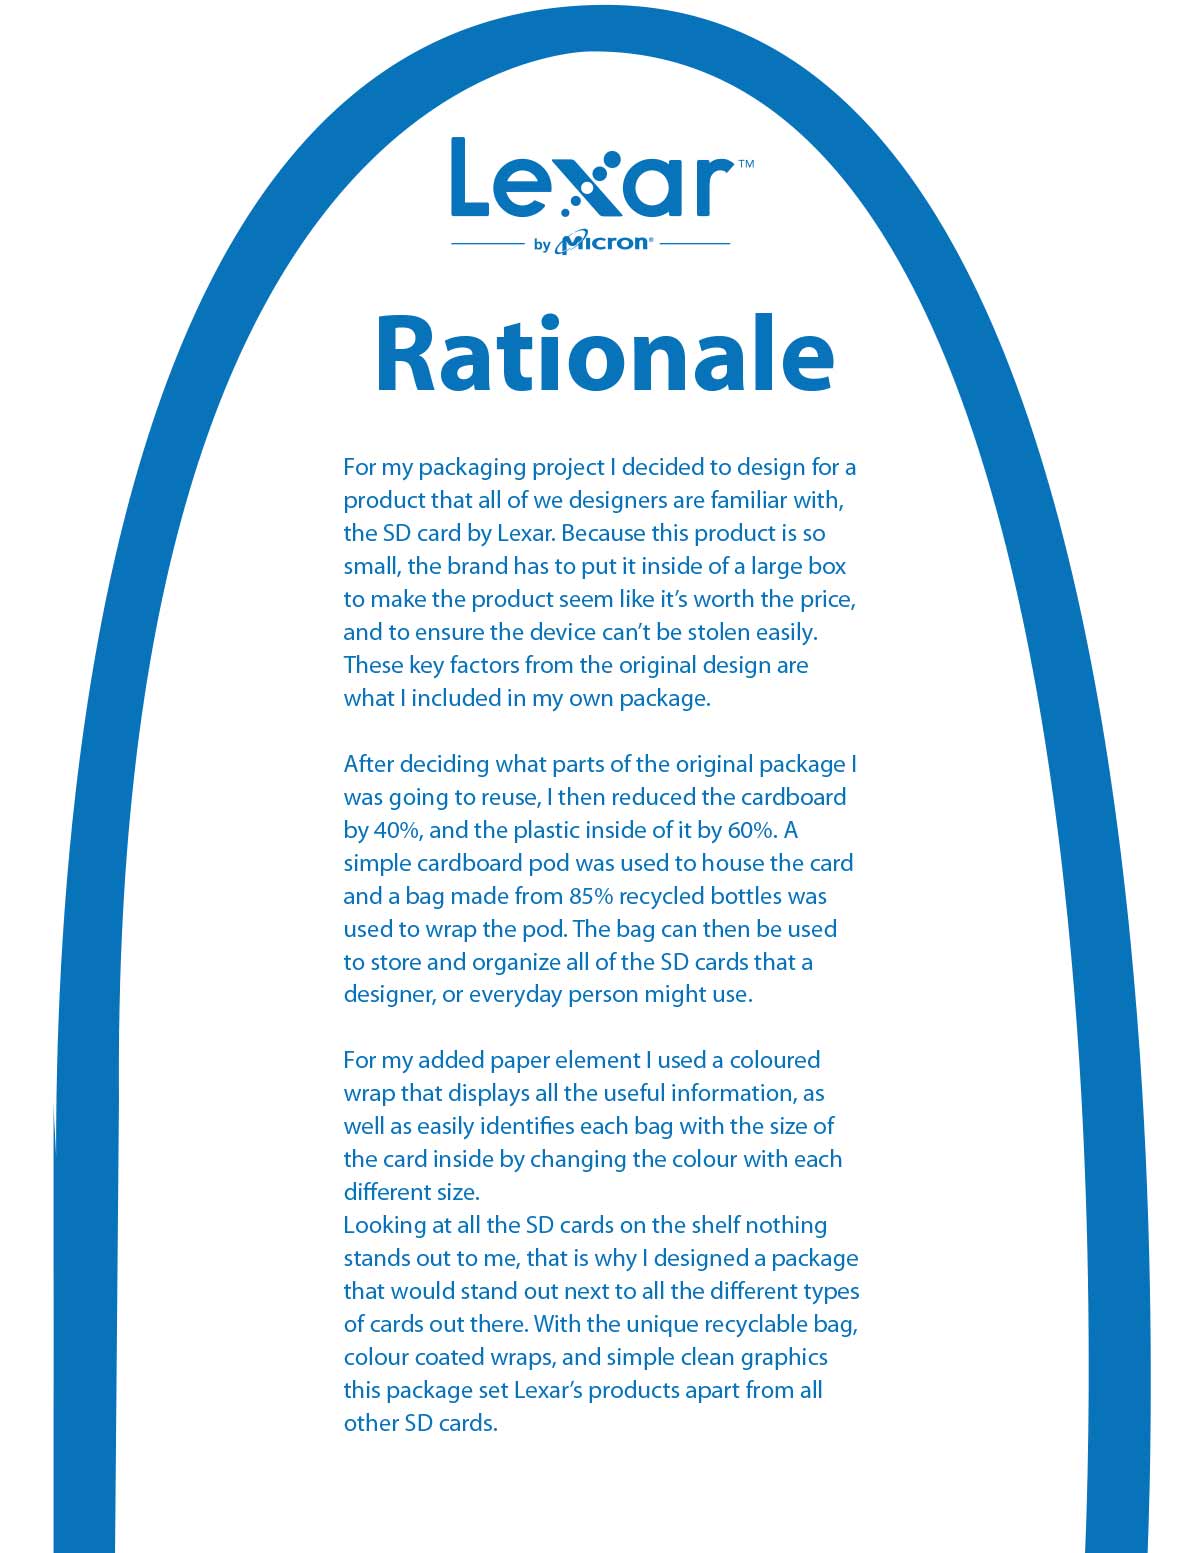 Lexar™
by Micron®
Rationale
For my packaging project I decided to design for a
product that all of we designers are familiar with,
the SD card by Lexar. Because this product is so
small, the brand has to put it inside of a large box
to make the product seem like it’s worth the price,
and to ensure the device can’t be stolen easily.
These key factors from the original design are
what I included in my own package.
After deciding what parts of the original package I
was going to reuse, I then reduced the cardboard
by 40%, and the plastic inside of it by 60%. A
simple cardboard pod was used to house the card
and a bag made from 85% recycled bottles was
used to wrap the pod. The bag can then be used
to store and organize all of the SD cards that a
designer, or everyday person might use.
For my added paper element I used a coloured
wrap that displays all the useful information, as
well as easily identifies each bag with the size of
the card inside by changing the colour with each
different size.
Looking at all the SD cards on the shelf nothing
stands out to me, that is why I designed a package
that would stand out next to all the different types
of cards out there. With the unique recyclable bag,
colour coated wraps, and simple clean graphics
this package set Lexar’s products apart from all
other SD cards.